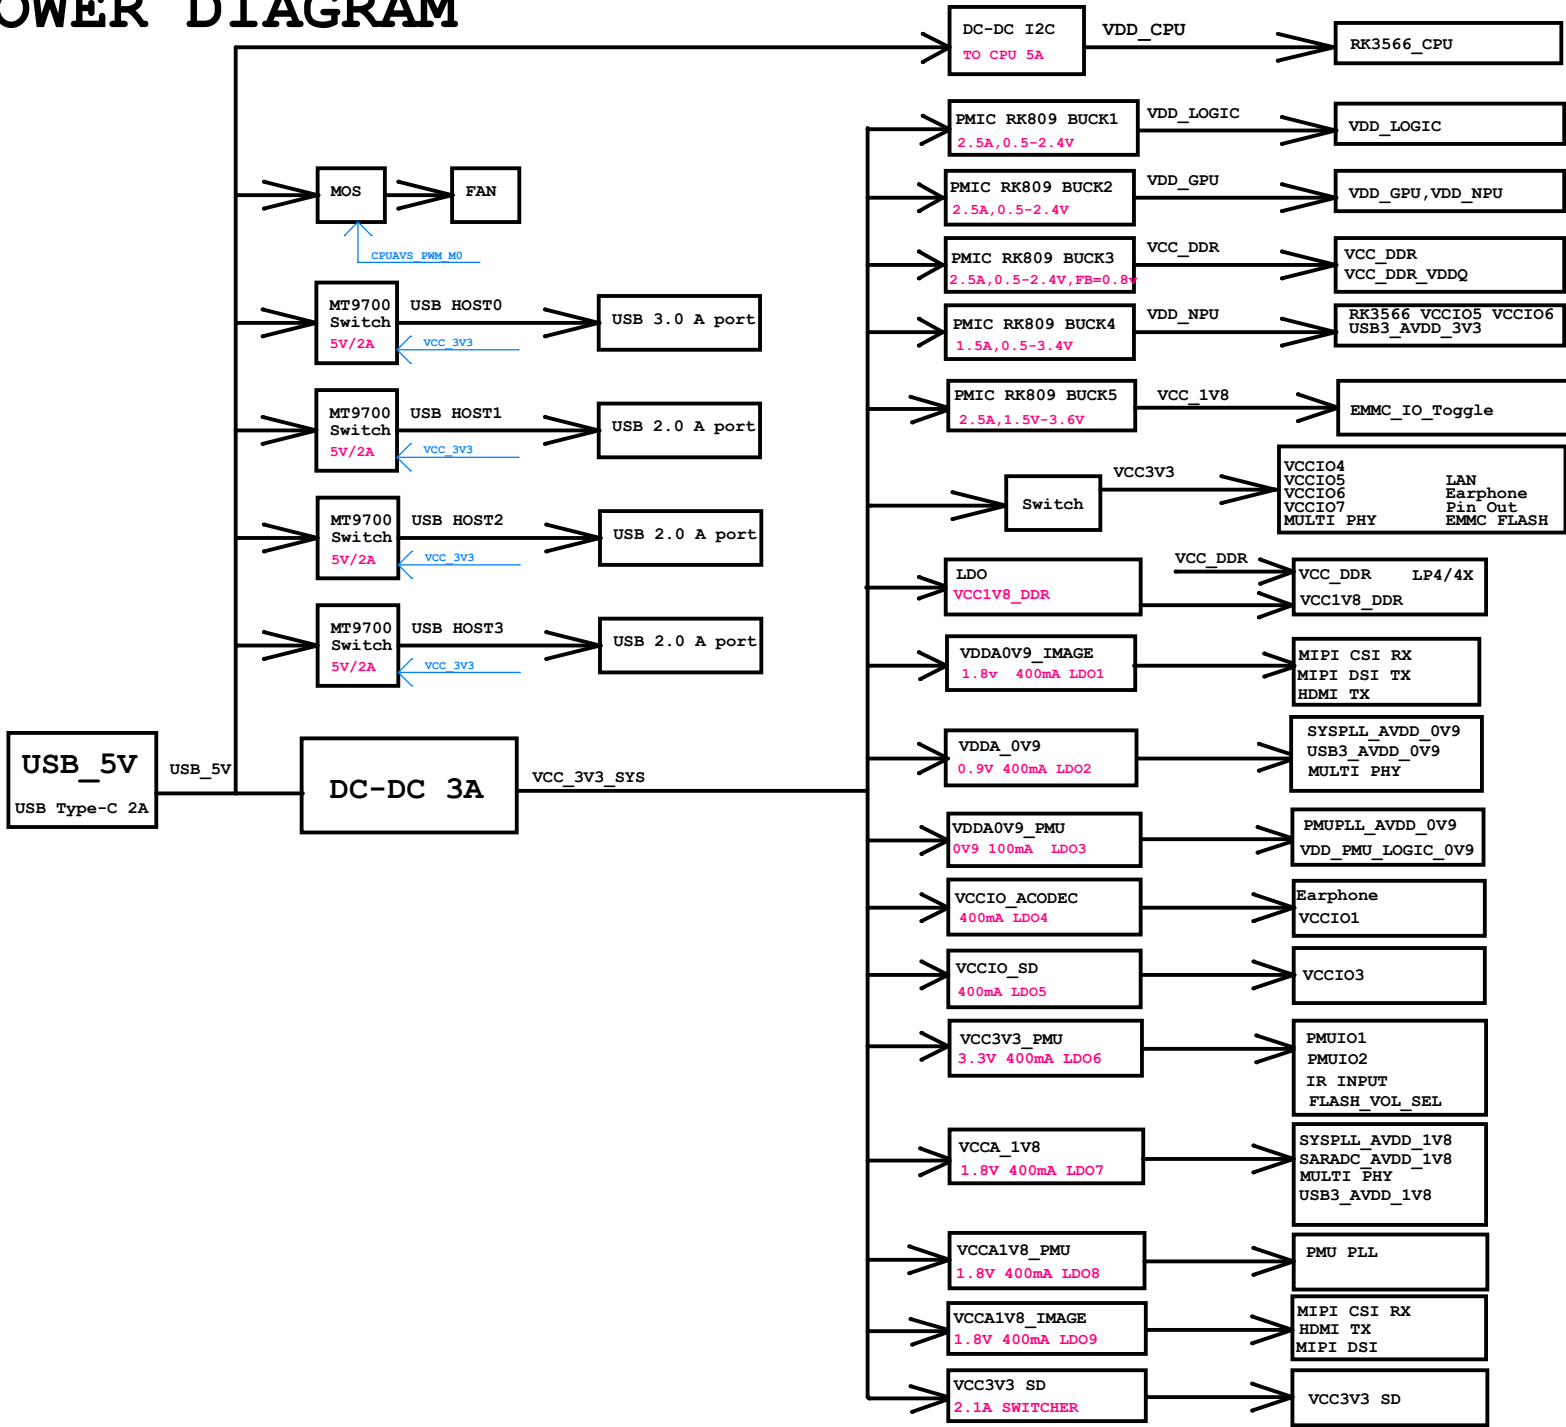 OWER DIAGRAM
DC-DC I2C
TO CPU 5A
VDD_CPU
RK3566_CPU
PMIC RK809 BUCK1
2.5A,0.5-2.4V
VDD_LOGIC
VDD_LOGIC
MOS
FAN
CPUAVS_PWM_M0
PMIC RK809 BUCK2
2.5A,0.5-2.4V
VDD_GPU
VDD_GPU,VDD_NPU
PMIC RK809 BUCK3
2.5A,0.5-2.4V,FB=0.8v
VCC_DDR
VCC_DDR
VCC_DDR_VDDQ
MT9700
Switch
5V/2A
USB HOST0
VCC_3V3
USB 3.0 A port
PMIC RK809 BUCK4
1.5A,0.5-3.4V
VDD_NPU
RK3566 VCCIO5 VCCIO6
USB3_AVDD_3V3
MT9700
Switch
5V/2A
USB HOST1
VCC_3V3
USB 2.0 A port
PMIC RK809 BUCK5
2.5A,1.5V-3.6V
VCC_1V8
EMMC_IO_Toggle
Switch
VCC3V3
VCCIO4
VCCIO5 LAN
VCCIO6 Earphone
VCCIO7 Pin Out
MULTI PHY EMMC FLASH
MT9700
Switch
5V/2A
USB HOST2
VCC_3V3
USB 2.0 A port
LDO
VCC1V8_DDR
VCC_DDR
VCC_DDR LP4/4X
VCC1V8_DDR
MT9700
Switch
5V/2A
USB HOST3
VCC_3V3
USB 2.0 A port
VDDA0V9_IMAGE
1.8v 400mA LDO1
MIPI CSI RX
MIPI DSI TX
HDMI TX
USB_5V
USB Type-C 2A
USB_5V
DC-DC 3A
VCC_3V3_SYS
VDDA_0V9
0.9V 400mA LDO2
SYSPLL_AVDD_0V9
USB3_AVDD_0V9
MULTI PHY
VDDA0V9_PMU
0V9 100mA LDO3
PMUPLL_AVDD_0V9
VDD_PMU_LOGIC_0V9
VCCIO_ACODEC
400mA LDO4
Earphone
VCCIO1
VCCIO_SD
400mA LDO5
VCCIO3
VCC3V3_PMU
3.3V 400mA LDO6
PMUIO1
PMUIO2
IR INPUT
FLASH_VOL_SEL
VCCA_1V8
1.8V 400mA LDO7
SYSPLL_AVDD_1V8
SARADC_AVDD_1V8
MULTI PHY
USB3_AVDD_1V8
VCCA1V8_PMU
1.8V 400mA LDO8
PMU PLL
VCCA1V8_IMAGE
1.8V 400mA LDO9
MIPI CSI RX
HDMI TX
MIPI DSI
VCC3V3 SD
2.1A SWITCHER
VCC3V3 SD